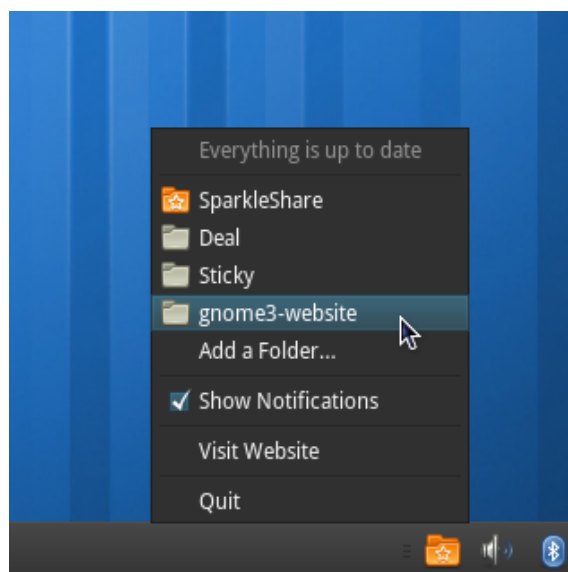 Everything is up to date
SparkleShare
Deal
Sticky
gnome3-website
Add a Folder...
Show Notifications
Visit Website
Quit